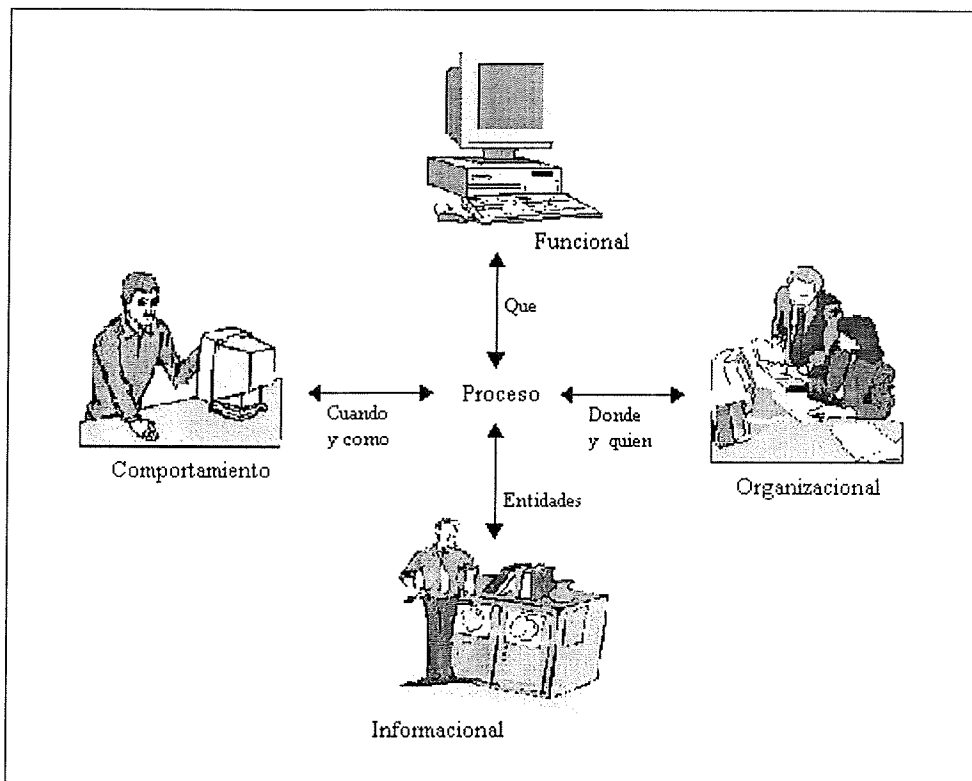 Funcional
Que
Proceso
Cuando
y como
Donde
y quien
Comportamiento
Organizacional
Entidades
Informacional